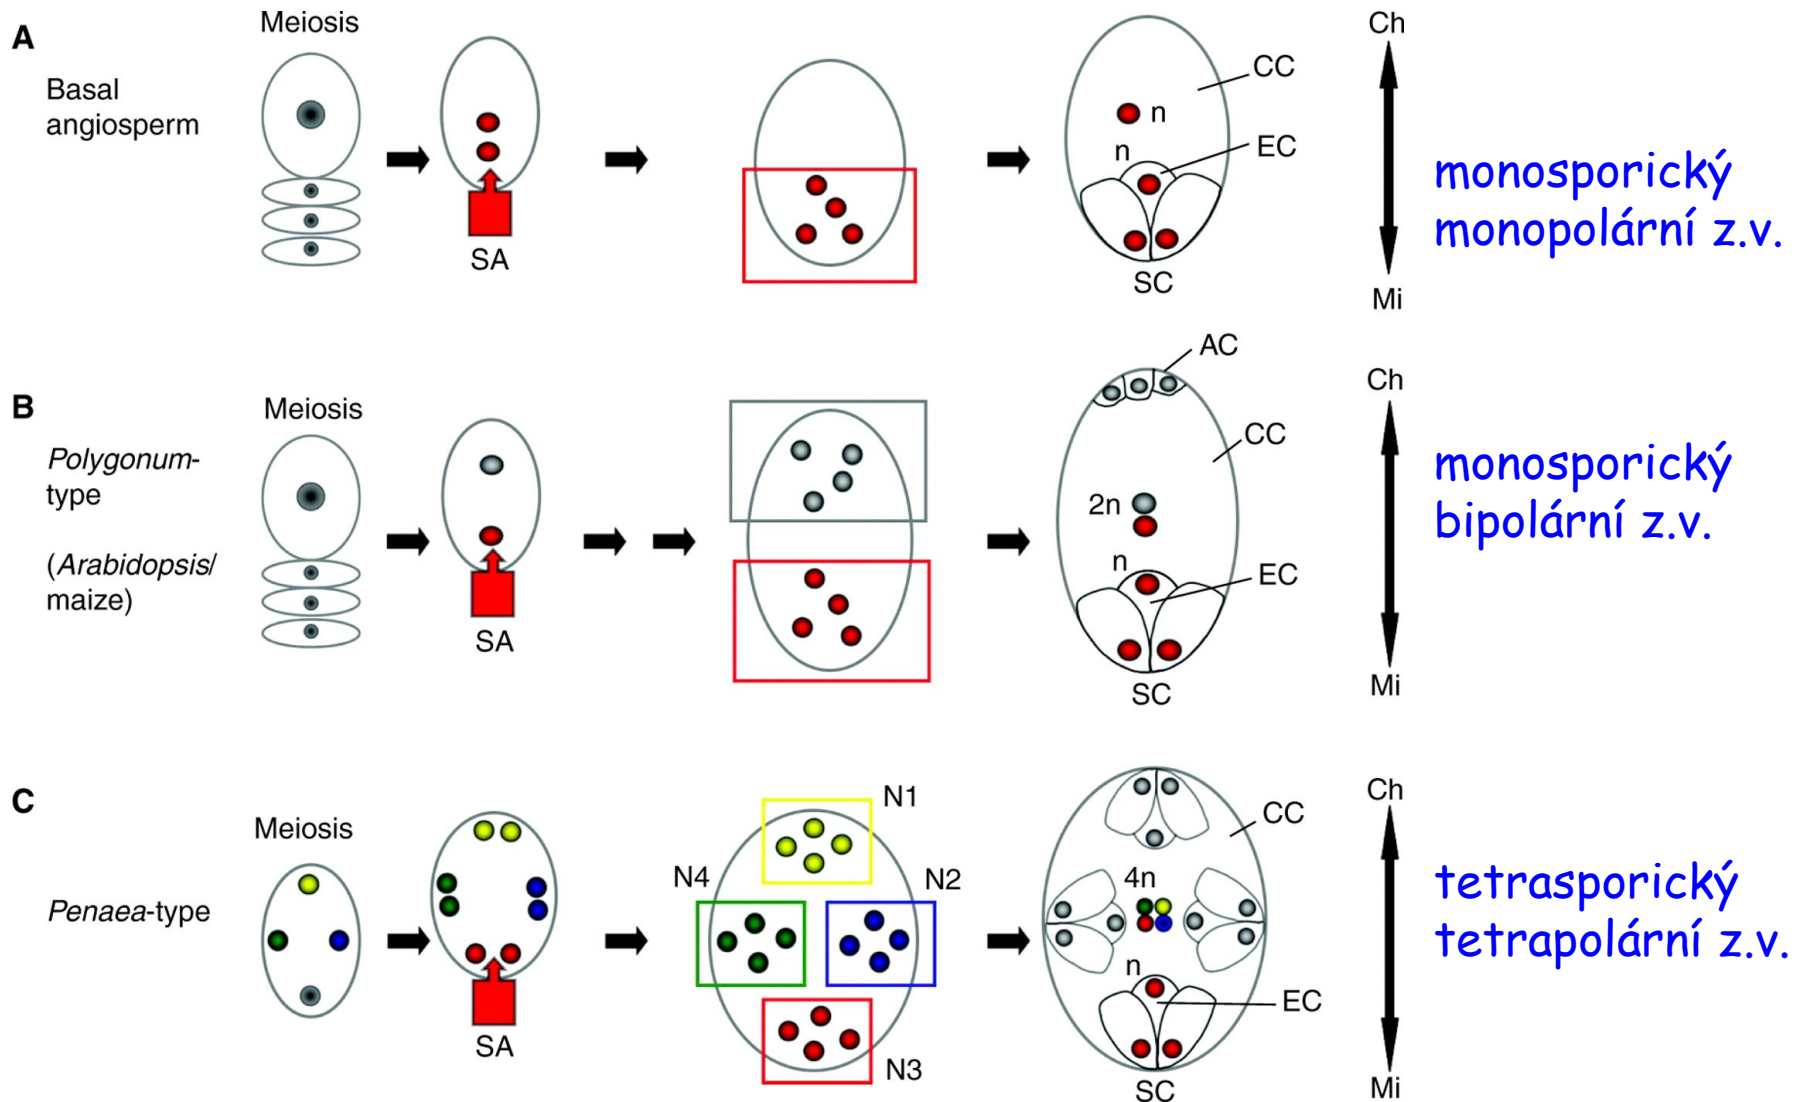 A
Basal
angiosperm
Meiosis
SA
n
n
CC
EC
SC
Ch
Mi
monosporický
monopolární z.v.
B
Polygonum-
type
(Arabidopsis/
maize)
Meiosis
SA
AC
CC
2n
n
EC
SC
Ch
Mi
monosporický
bipolární z.v.
C
Penaea-type
Meiosis
SA
N1
N4
N2
N3
4n
n
CC
EC
SC
Ch
Mi
tetrasporický
tetrapolární z.v.